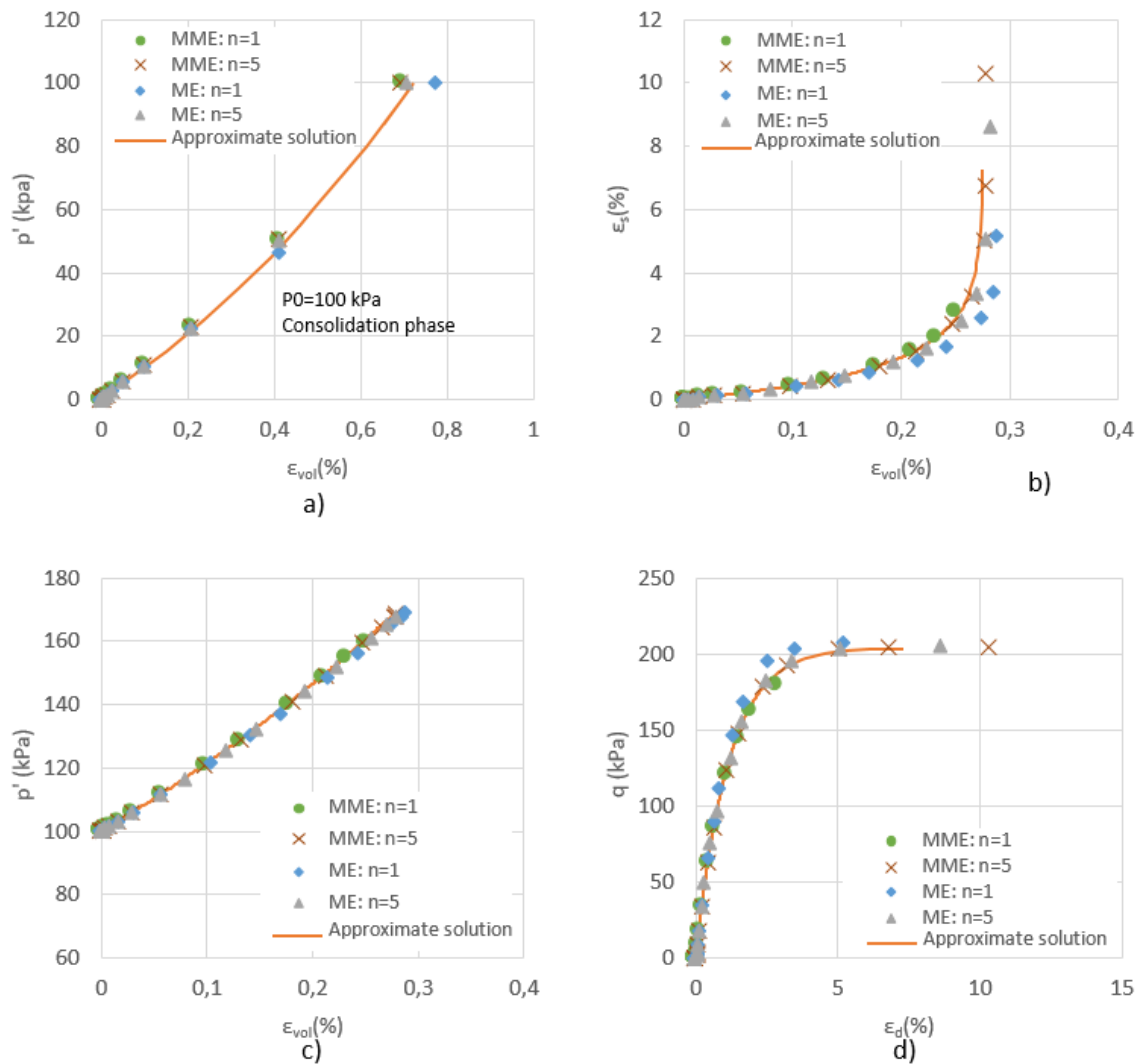 120
100
80
60
40
20
0
p' (kpa)
MME: n=1
MME: n=5
ME: n=1
ME: n=5
Approximate solution
P0=100 kPa
Consolidation phase
0 0,2 0,4 0,6 0,8 1
εvol(%)
a)
12
10
8
6
4
2
0
εs(%)
MME: n=1
MME: n=5
ME: n=1
ME: n=5
Approximate solution
0 0,1 0,2 0,3 0,4
εvol(%)
b)
180
160
140
120
100
80
60
p' (kPa)
MME: n=1
MME: n=5
ME: n=1
ME: n=5
Approximate solution
0 0,1 0,2 0,3 0,4
εvol(%)
c)
250
200
150
100
50
0
q (kPa)
MME: n=1
MME: n=5
ME: n=1
ME: n=5
Approximate solution
0 5 10 15
εd(%)
d)